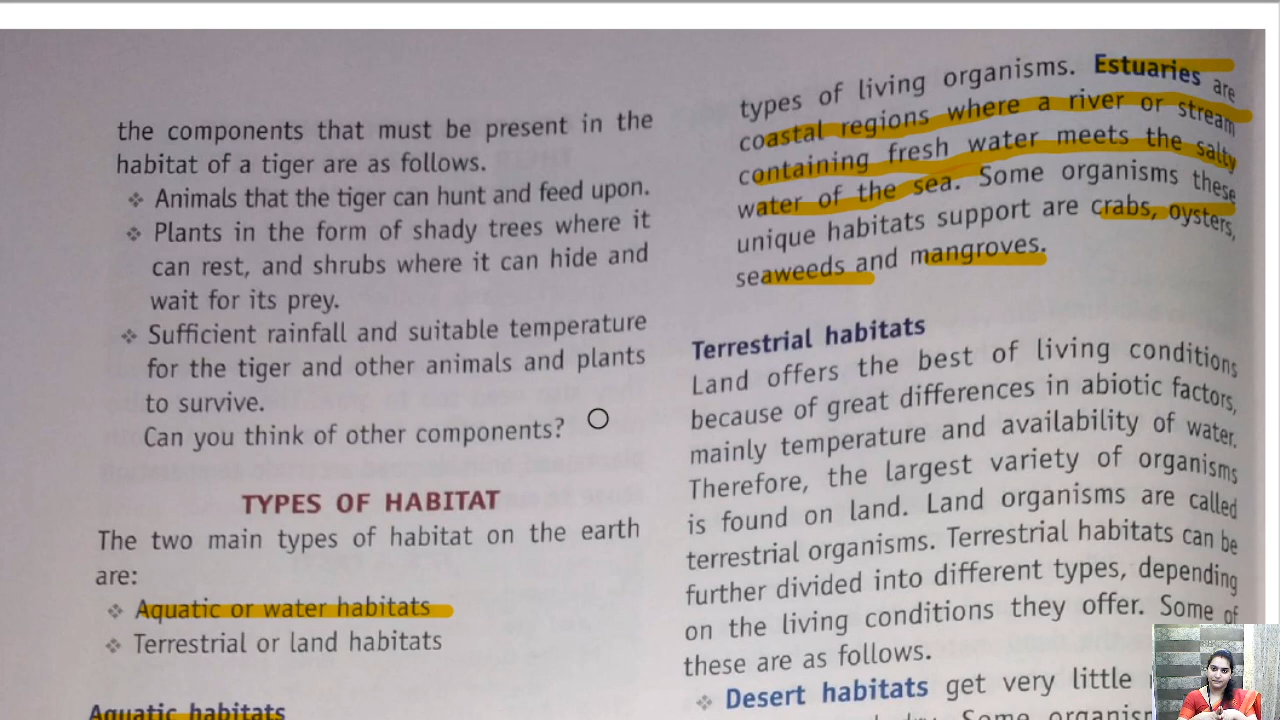 the components that must be present in the
habitat of a tiger are as follows.
❖ Animals that the tiger can hunt and feed upon.
❖ Plants in the form of shady trees where it
can rest, and shrubs where it can hide and
wait for its prey.
❖ Sufficient rainfall and suitable temperature
for the tiger and other animals and plants
to survive.
Can you think of other components?
TYPES OF HABITAT
The two main types of habitat on the earth
are:
❖ Aquatic or water habitats
❖ Terrestrial or land habitats
Aquatic habitats
types of living organisms. Estuaries are
coastal regions where a river or stream
containing fresh water meets the salty
water of the sea. Some organisms these
unique habitats support are crabs, oysters,
seaweeds and mangroves.
Terrestrial habitats
Land offers the best of living conditions
because of great differences in abiotic factors,
mainly temperature and availability of water.
Therefore, the largest variety of organisms
is found on land. Land organisms are called
terrestrial organisms. Terrestrial habitats can be
further divided into different types, depending
on the living conditions they offer. Some of
these are as follows.
❖ Desert habitats get very little
Some